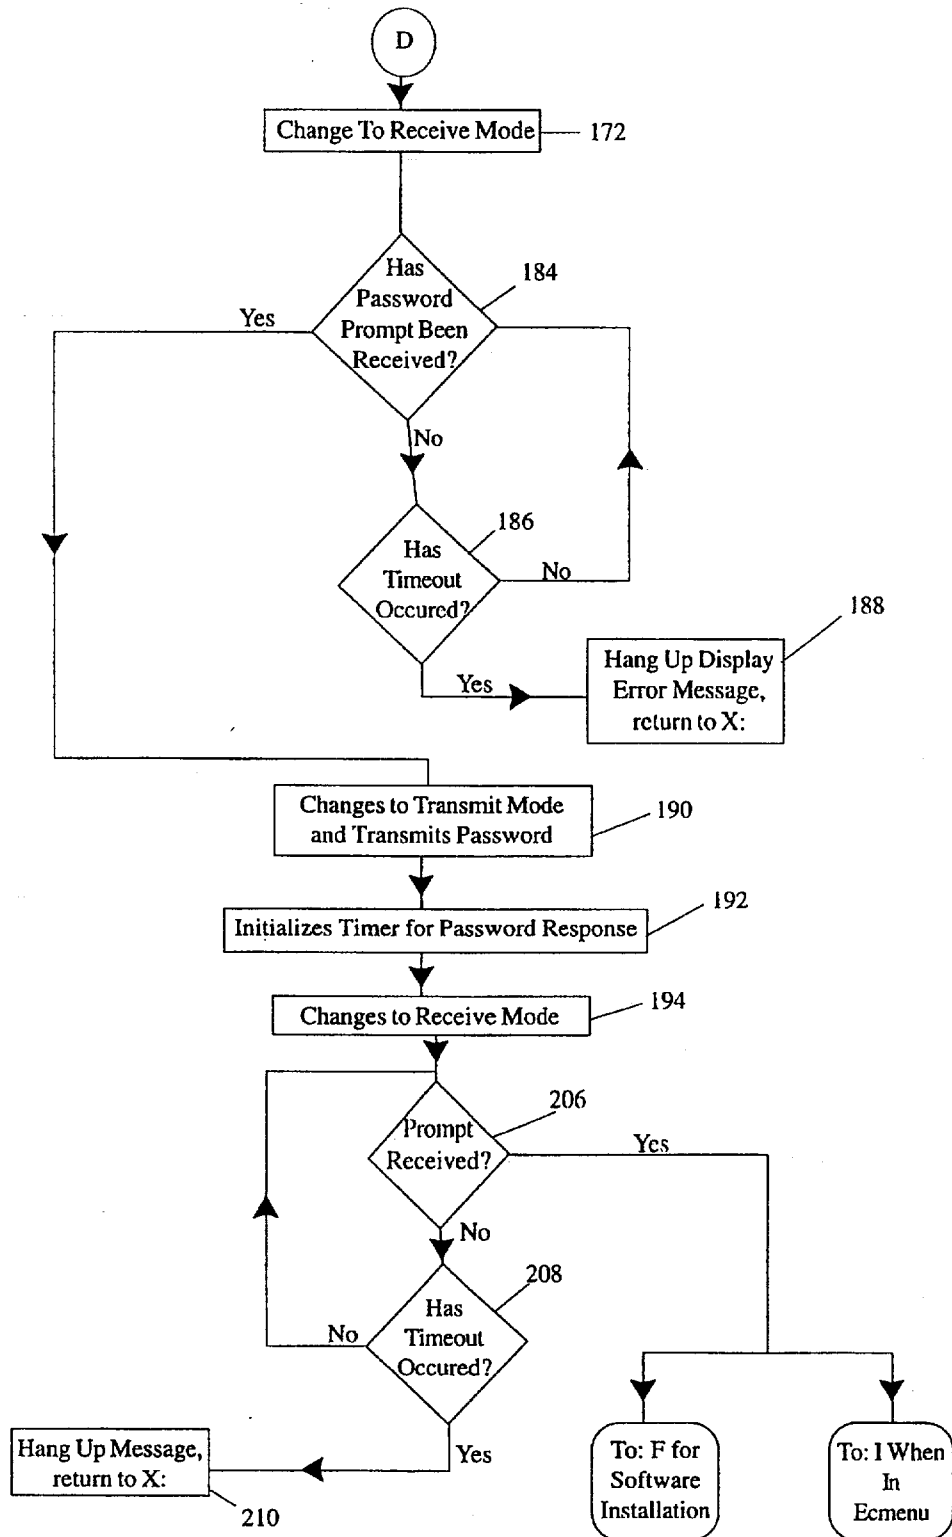 D
Change To Receive Mode
172
Has
Password
Prompt Been
Received?
184
Yes
No
Has
Timeout
Occured?
186
No
Yes
Hang Up Display
Error Message,
return to X:
188
Changes to Transmit Mode
and Transmits Password
190
Initializes Timer for Password Response
192
Changes to Receive Mode
194
Prompt
Received?
206
Yes
No
Has
Timeout
Occured?
208
No
Yes
Hang Up Message,
return to X:
210
To: F for
Software
Installation
To: I When
In
Ecmenu